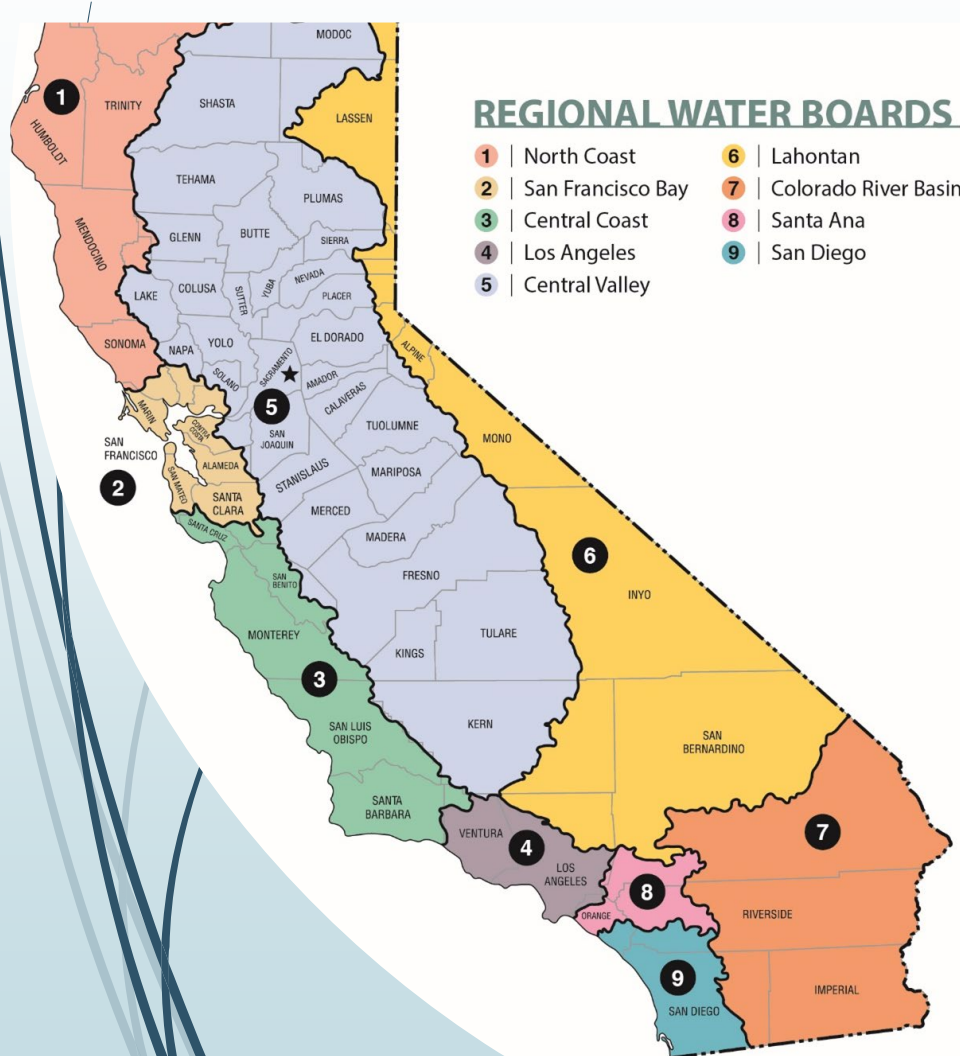 MODOC
1
TRINITY
SHASTA
LASSEN
HUMBOLDT
REGIONAL WATER BOARDS
1 | North Coast
2 | San Francisco Bay
3 | Central Coast
4 | Los Angeles
5 | Central Valley
6 | Lahontan
7 | Colorado River Basin
8 | Santa Ana
9 | San Diego
TEHAMA
PLUMAS
MENDOCINO
GLENN
BUTTE
SIERRA
LAKE
COLUSA
SUTTER
YUBA
NEVADA
PLACER
SONOMA
NAPA
YOLO
EL DORADO
ALPINE
SOLANO
SACRAMENTO
AMADOR
5
CALAVERAS
MARIN
CONTRA
COSTA
SAN
JOAQUIN
TUOLUMNE
MONO
SAN
FRANCISCO
2
ALAMEDA
SAN MATEO
SANTA
CLARA
STANISLAUS
MARIPOSA
MERCED
SANTA CRUZ
MADERA
6
SAN
BENITO
FRESNO
INYO
MONTEREY
KINGS
TULARE
3
SAN LUIS
OBISPO
KERN
SAN
BERNARDINO
SANTA
BARBARA
VENTURA
4
LOS
ANGELES
7
8
ORANGE
RIVERSIDE
9
SAN DIEGO
IMPERIAL